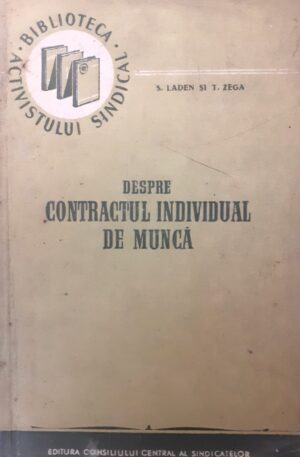 BIBLIOTECA
ACTIVISTULUI SINDICAL
S. LADEN ȘI T. ZEGA
DESPRE
CONTRACTUL INDIVIDUAL
DE MUNCĂ
EDITURA CONSILIULUI CENTRAL AL SINDICATELOR